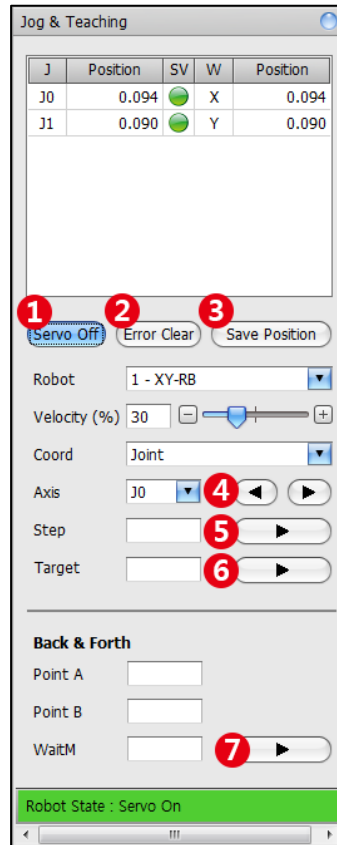 Jog & Teaching
J Position SV W Position
J0 0.094 X 0.094
J1 0.090 Y 0.090
1 2 3
Servo Off Error Clear Save Position
Robot 1 - XY-RB
Velocity (%) 30
Coord Joint
Axis J0 4
Step 5
Target 6
Back & Forth
Point A
Point B
WaitM 7
Robot State : Servo On